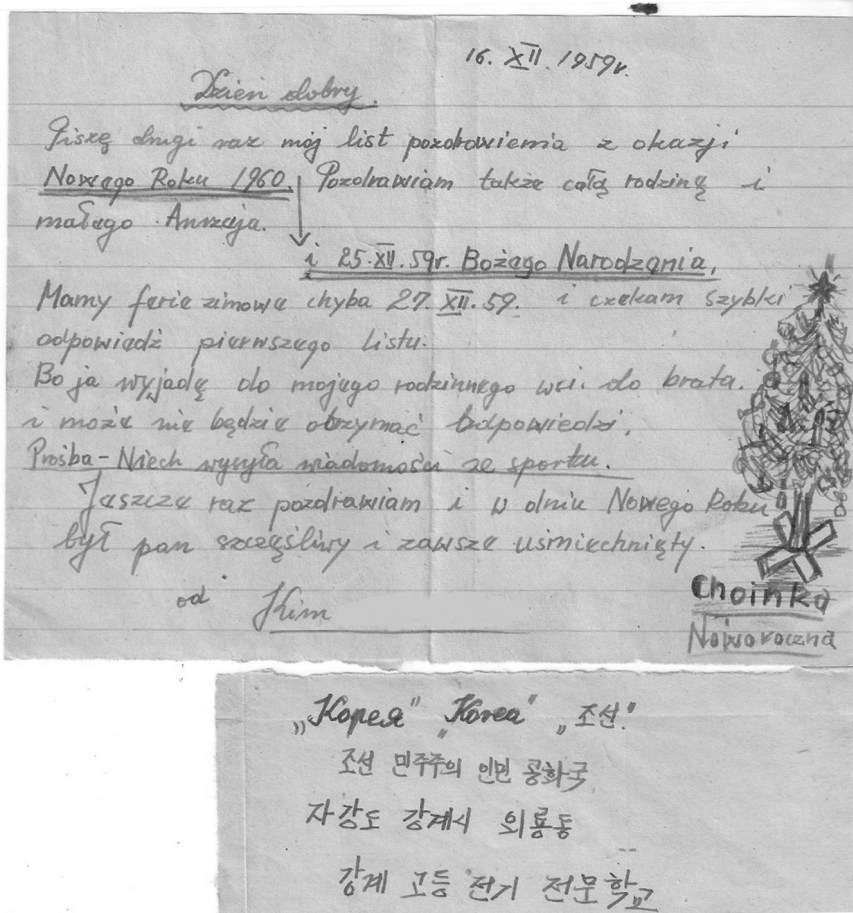 16. XII. 1959r.
Dzień dobry.
Piszę drugi raz mój list pozdrowienia z okazji
Nowego Roku 1960. Pozdrawiam także całą rodzinę i
małego Anrzeja.
i 25.XII.59r. Bożego Narodzenia.
Mamy ferie zimowe chyba 27. XII. 59. i czekam szybki
odpowiedź pierwszego listu.
Bo ja wyjadę do mojego rodzinnego wsi. do brata.
i może nie będzie otrzymać odpowiedzi.
Prośba - Niech wysyła wiadomości ze sportu.
Jeszcze raz pozdrawiam i w dniu Nowego Roku
był pan szczęśliwy i zawsze uśmiechnięty.
od Kim
Choinka
Noworoczna
„Корея" „Korea" „조선."
조선 민주주의 인민 공화국
자강도 강계시 외룡동
강계 고등 전기 전문 학교